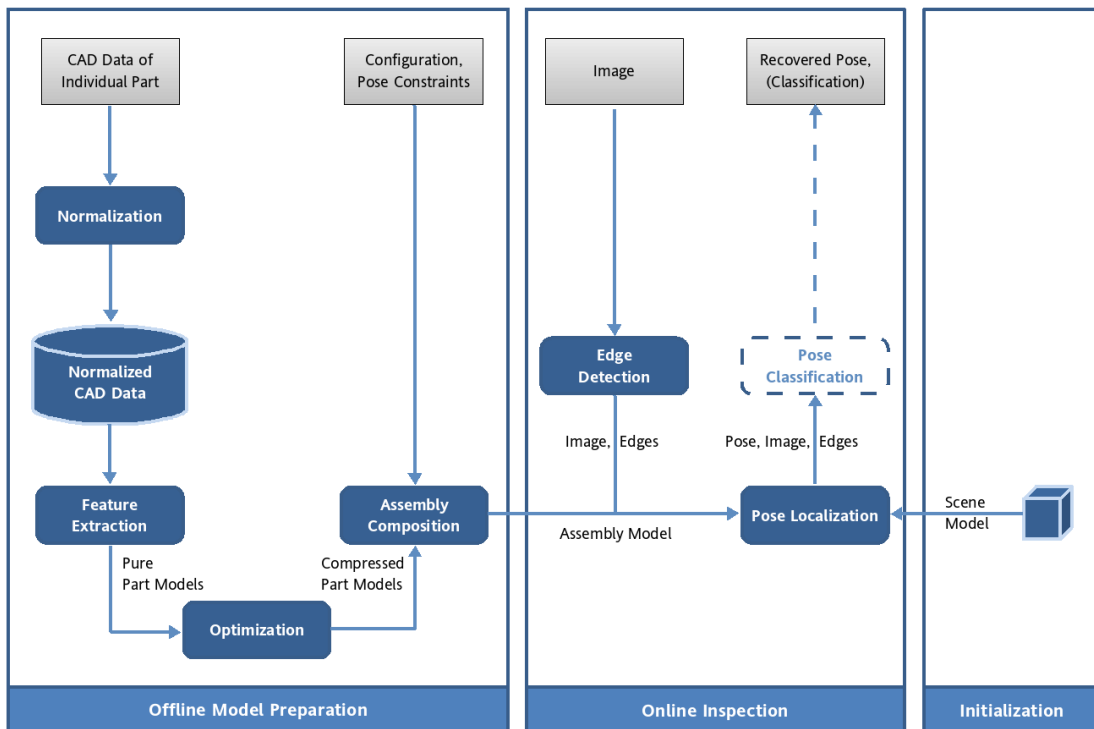 CAD Data of
Individual Part
Configuration,
Pose Constraints
Image
Recovered Pose,
(Classification)
Normalization
Normalized
CAD Data
Edge
Detection
Pose
Classification
Image, Edges
Pose, Image, Edges
Feature
Extraction
Assembly
Composition
Assembly Model
Pose Localization
Scene
Model
Pure
Part Models
Compressed
Part Models
Optimization
Offline Model Preparation
Online Inspection
Initialization